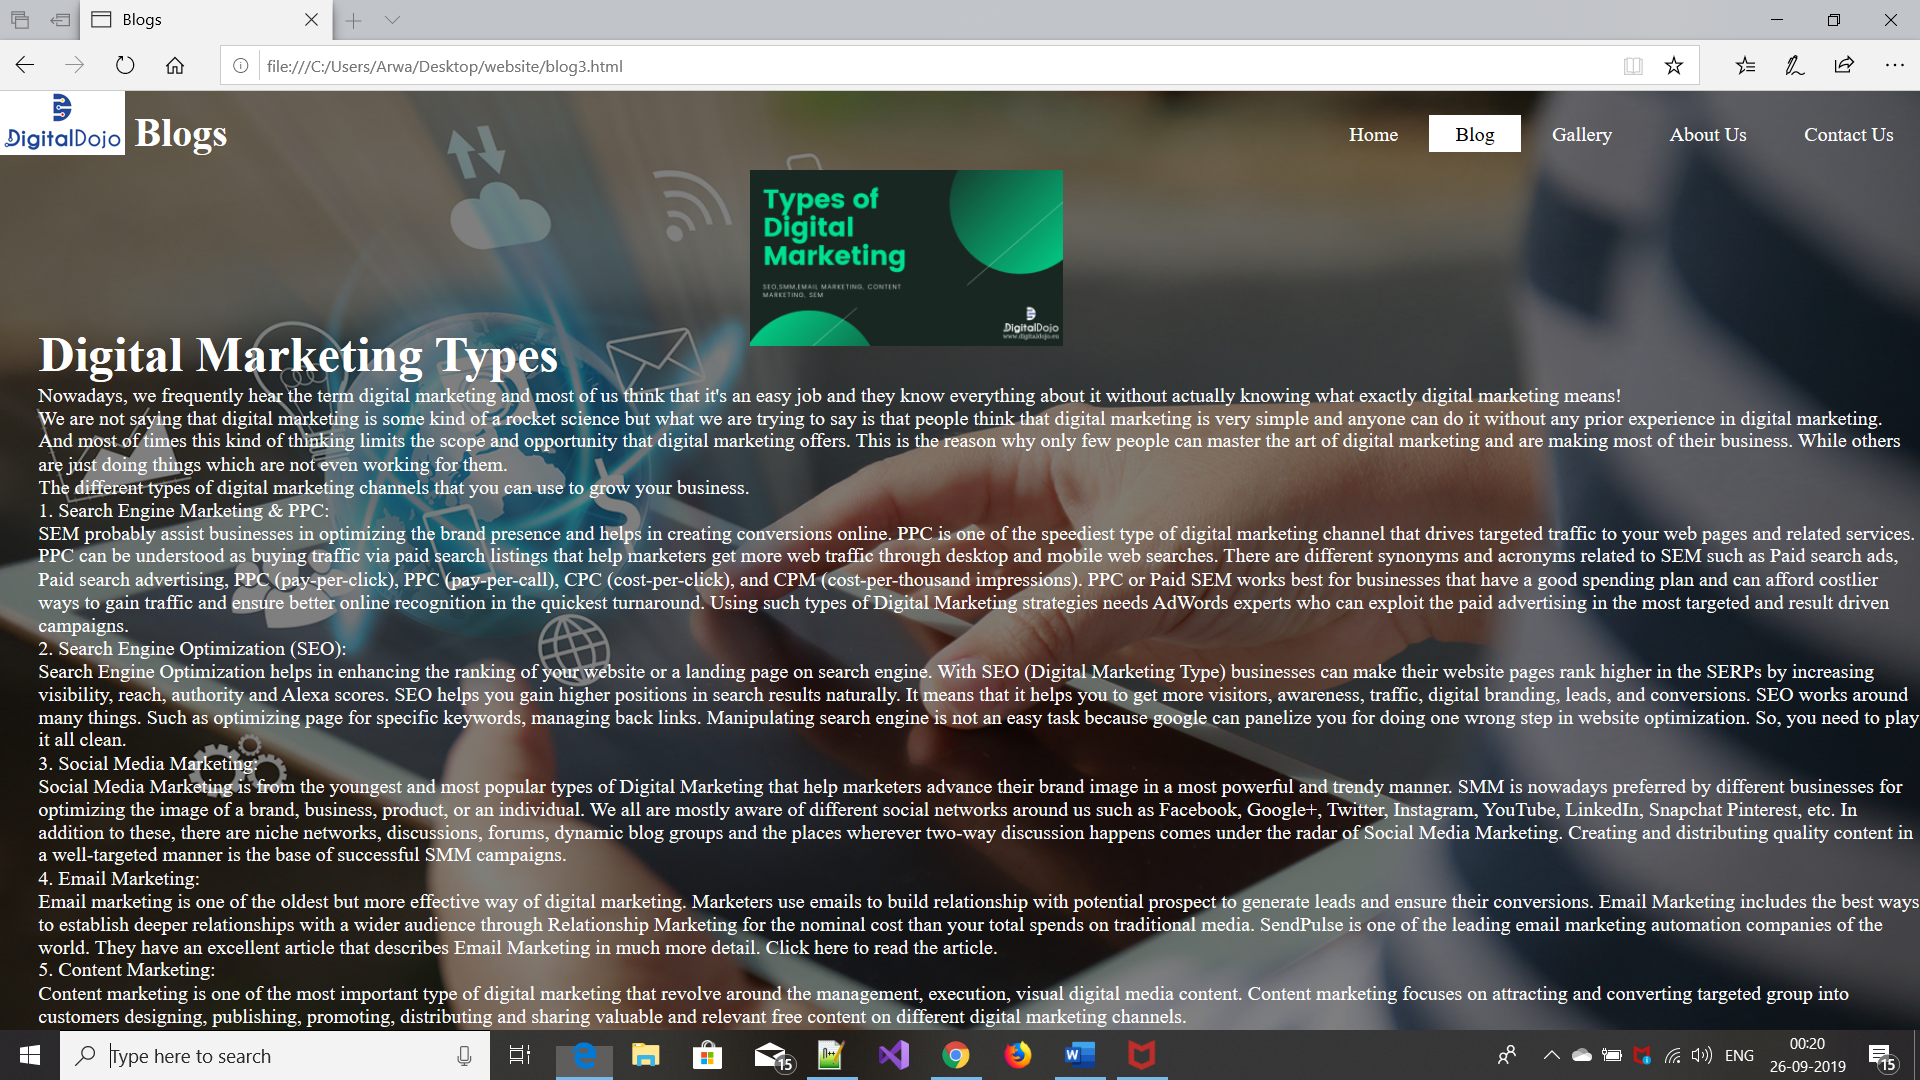 Blogs
file:///C:/Users/Arwa/Desktop/website/blog3.html
DigitalDojo
Blogs
Home
Blog
Gallery
About Us
Contact Us
Types of
Digital
Marketing
SEO,SMM,EMAIL MARKETING, CONTENT
MARKETING, SEM
DigitalDojo
www.digitaldojo.eu
Digital Marketing Types
Nowadays, we frequently hear the term digital marketing and most of us think that it's an easy job and they know everything about it without actually knowing what exactly digital marketing means!
We are not saying that digital marketing is some kind of a rocket science but what we are trying to say is that people think that digital marketing is very simple and anyone can do it without any prior experience in digital marketing.
And most of times this kind of thinking limits the scope and opportunity that digital marketing offers. This is the reason why only few people can master the art of digital marketing and are making most of their business. While others
are just doing things which are not even working for them.
The different types of digital marketing channels that you can use to grow your business.
1. Search Engine Marketing & PPC:
SEM probably assist businesses in optimizing the brand presence and helps in creating conversions online. PPC is one of the speediest type of digital marketing channel that drives targeted traffic to your web pages and related services.
PPC can be understood as buying traffic via paid search listings that help marketers get more web traffic through desktop and mobile web searches. There are different synonyms and acronyms related to SEM such as Paid search ads,
Paid search advertising, PPC (pay-per-click), PPC (pay-per-call), CPC (cost-per-click), and CPM (cost-per-thousand impressions). PPC or Paid SEM works best for businesses that have a good spending plan and can afford costlier
ways to gain traffic and ensure better online recognition in the quickest turnaround. Using such types of Digital Marketing strategies needs AdWords experts who can exploit the paid advertising in the most targeted and result driven
campaigns.
2. Search Engine Optimization (SEO):
Search Engine Optimization helps in enhancing the ranking of your website or a landing page on search engine. With SEO (Digital Marketing Type) businesses can make their website pages rank higher in the SERPs by increasing
visibility, reach, authority and Alexa scores. SEO helps you gain higher positions in search results naturally. It means that it helps you to get more visitors, awareness, traffic, digital branding, leads, and conversions. SEO works around
many things. Such as optimizing page for specific keywords, managing back links. Manipulating search engine is not an easy task because google can panelize you for doing one wrong step in website optimization. So, you need to play
it all clean.
3. Social Media Marketing:
Social Media Marketing is from the youngest and most popular types of Digital Marketing that help marketers advance their brand image in a most powerful and trendy manner. SMM is nowadays preferred by different businesses for
optimizing the image of a brand, business, product, or an individual. We all are mostly aware of different social networks around us such as Facebook, Google+, Twitter, Instagram, YouTube, LinkedIn, Snapchat Pinterest, etc. In
addition to these, there are niche networks, discussions, forums, dynamic blog groups and the places wherever two-way discussion happens comes under the radar of Social Media Marketing. Creating and distributing quality content in
a well-targeted manner is the base of successful SMM campaigns.
4. Email Marketing:
Email marketing is one of the oldest but more effective way of digital marketing. Marketers use emails to build relationship with potential prospect to generate leads and ensure their conversions. Email Marketing includes the best ways
to establish deeper relationships with a wider audience through Relationship Marketing for the nominal cost than your total spends on traditional media. SendPulse is one of the leading email marketing automation companies of the
world. They have an excellent article that describes Email Marketing in much more detail. Click here to read the article.
5. Content Marketing:
Content marketing is one of the most important type of digital marketing that revolve around the management, execution, visual digital media content. Content marketing focuses on attracting and converting targeted group into
customers designing, publishing, promoting, distributing and sharing valuable and relevant free content on different digital marketing channels.
Type here to search
15
ENG
00:20
26-09-2019
15